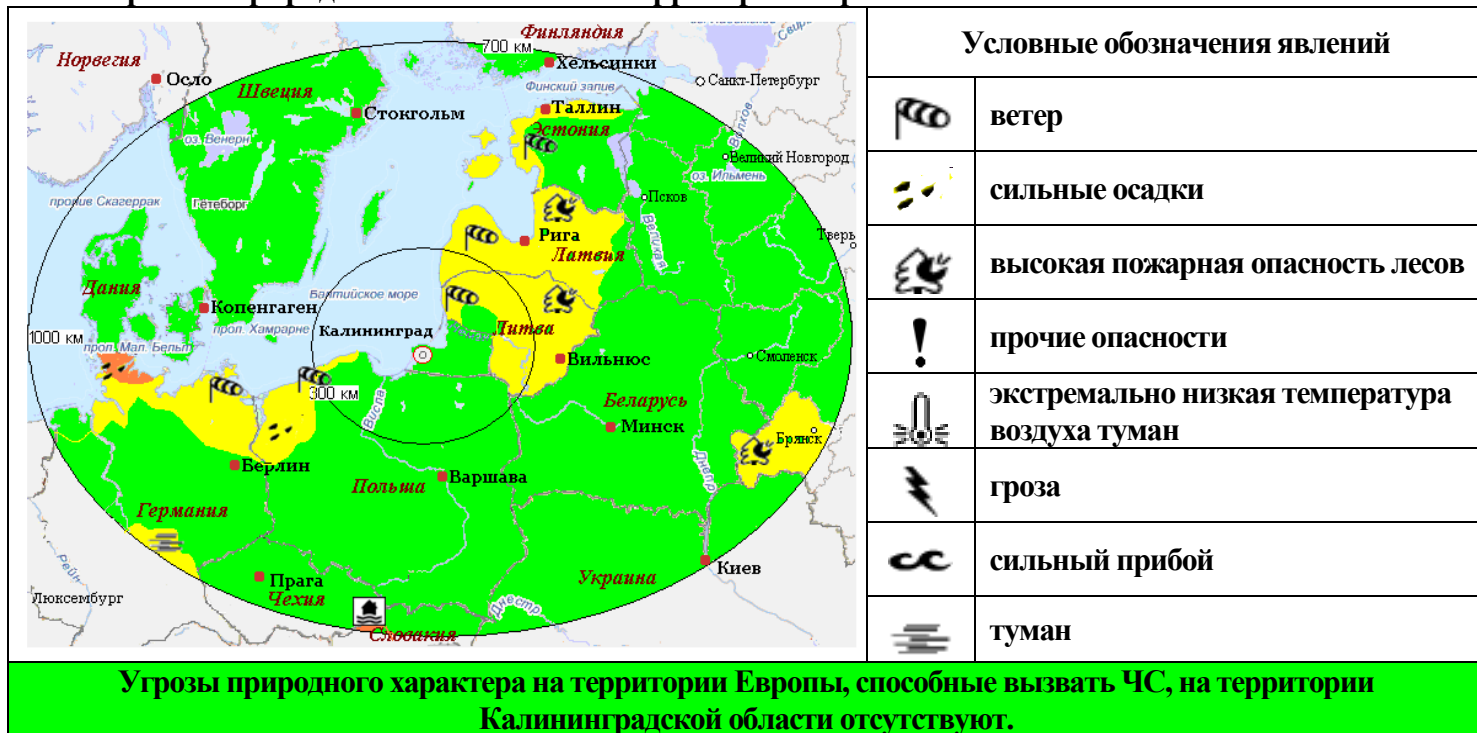 Финляндия
700 км
Норвегия
Хельсинки
Осло
Санкт-Петербург
Швеция
Финский залив
Таллин
Стокгольм
Эстония
Волхов
оз. Венерн
Великий Новгород
оз. Ильмень
пролив Скагеррак
Гетеборг
Псков
Великая
Рига
Тверь
Латвия
Дания
Балтийское море
Копенгаген
прол. Хамрарне
Калининград
Литва
1000 км
прол. Мал. Бельт
Вильнюс
Смоленск
300 км
Висла
Беларусь
Минск
Брянск
Берлин
Варшава
Польша
Днепр
Германия
Рейн
Прага
Чехия
Украина
Киев
Люксембург
Днестр
Словакия
Условные обозначения явлений
ветер
сильные осадки
высокая пожарная опасность лесов
прочие опасности
экстремально низкая температура
воздуха туман
гроза
сильный прибой
туман
Угрозы природного характера на территории Европы, способные вызвать ЧС, на территории
Калининградской области отсутствуют.